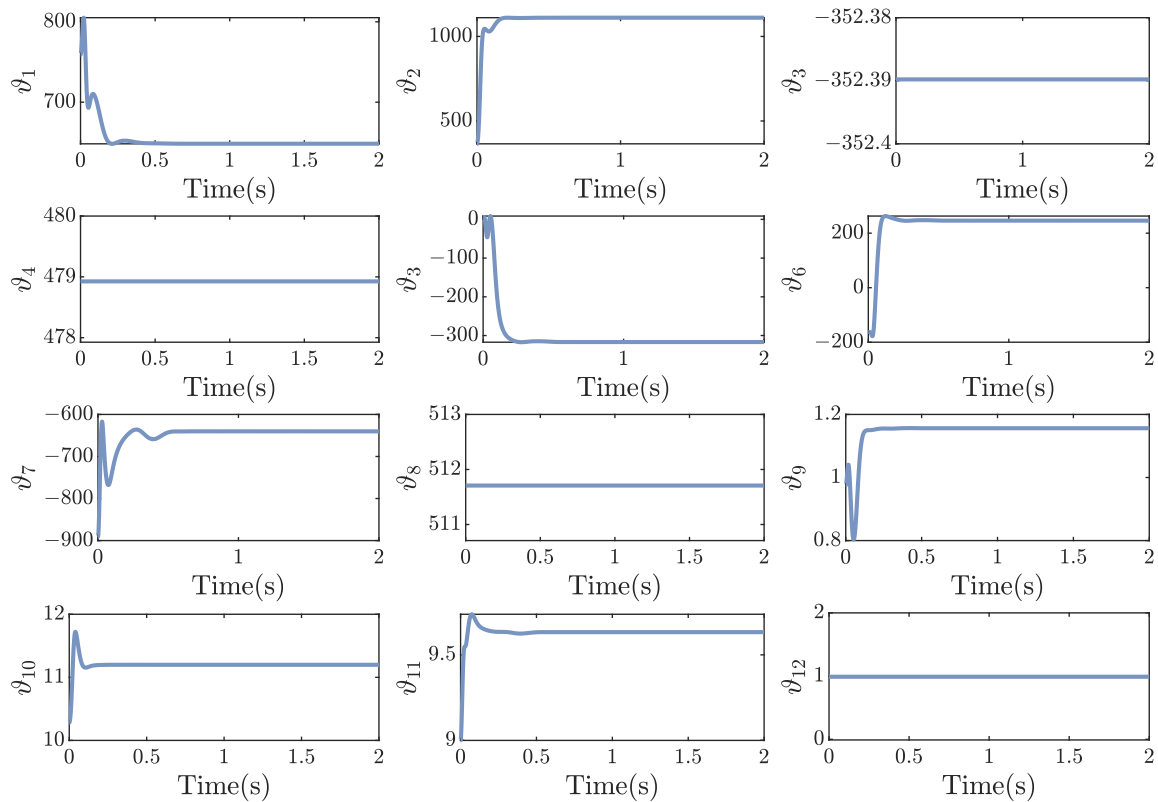 800
700
ϑ1
0 0.5 1 1.5 2
Time(s)
1000
500
ϑ2
0 1 2
Time(s)
−352.38
−352.39
−352.4
ϑ3
0 1 2
Time(s)
480
479
478
ϑ4
0 0.5 1 1.5 2
Time(s)
0
−100
−200
−300
ϑ3
0 1 2
Time(s)
200
0
−200
ϑ6
0 1 2
Time(s)
−600
−700
−800
−900
ϑ7
0 1 2
Time(s)
513
512
511
ϑ8
0 0.5 1 1.5 2
Time(s)
1.2
1
0.8
ϑ9
0 0.5 1 1.5 2
Time(s)
12
11
10
ϑ10
0 0.5 1 1.5 2
Time(s)
9.5
9
ϑ11
0 0.5 1 1.5 2
Time(s)
2
1
0
ϑ12
0 0.5 1 1.5 2
Time(s)